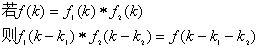 若f(k) = f₁(k) * f₂(k)
则f₁(k − k₁) * f₂(k − k₂) = f(k − k₁ − k₂)